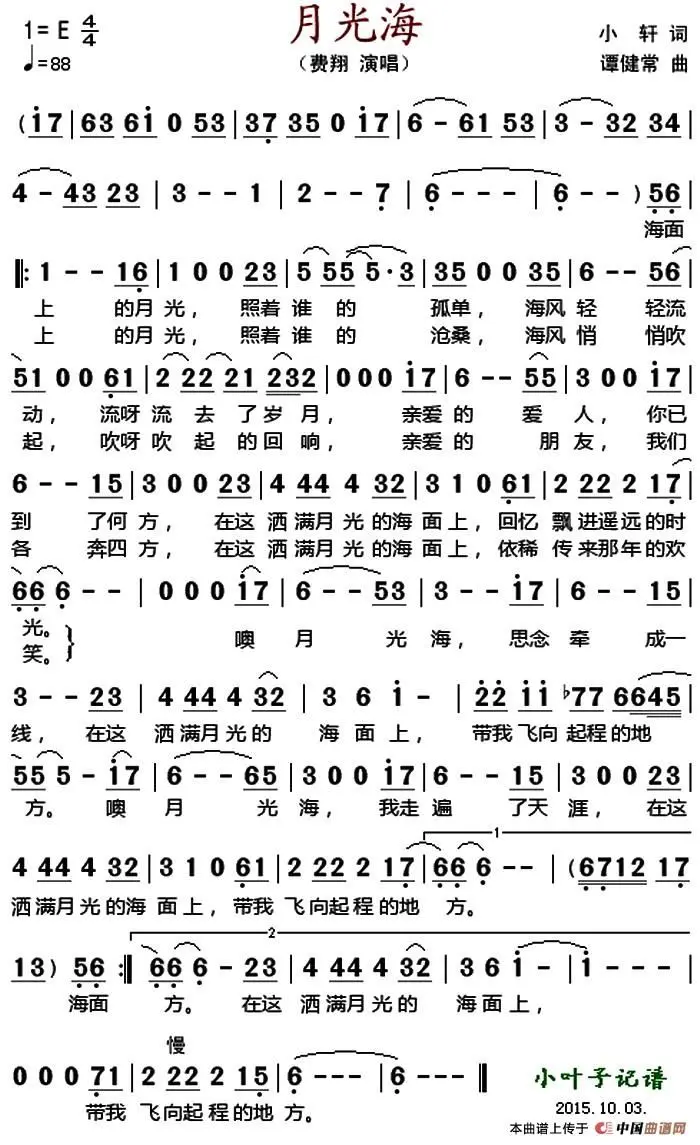 月光海
1=E 4/4
♩=88
（费翔 演唱）
小 轩 词
谭健常 曲
(i7|63 6i 0 53|37 35 0 i7|6 - 61 53|3 - 32 34|
4 - 43 23|3 - - 1|2 - - 7|6 - - -|6 - - ) 56|
海面
‖: 1 - - 16|1 0 0 23|5 55 5· 3|35 0 0 35|6 - - 56|
上 的月光， 照着谁 的 孤单， 海风轻 轻流
上 的月光， 照着谁 的 沧桑， 海风悄 悄吹
51 0 0 61|2 22 21 232|0 0 0 i7|6 - - 55|3 0 0 i7|
动， 流呀流 去 了岁月， 亲爱的 爱 人， 你已
起， 吹呀吹 起 的回响， 亲爱的 朋 友， 我们
6 - - 15|3 0 0 23|4 44 4 32|3 1 0 61|2 22 2 17|
到 了何方， 在这 洒满月光的海面上，回忆 飘进遥远的时
各 奔四方， 在这 洒满月光的海面上，依稀 传来那年的欢
66 6 - -|0 0 0 i7|6 - - 53|3 0 0 i7|6 - - 15|
光。
笑。} 噢 月 光海， 思念牵 成一
3 - - 23|4 44 4 32|3 6 i -|22 ii ♭77 6645|
线， 在这 洒满月光的 海面上， 带我飞向起程的地
55 5 - i7|6 - - 65|3 0 0 i7|6 - - 15|3 0 0 23|
方。 噢 月 光海， 我走遍 了天涯，在这
1
4 44 4 32|3 1 0 61|2 22 2 17|66 6 - -|(6712 17|
洒满月光的海面上，带我 飞向起程的地 方。
2
13) 56 :‖ 66 6 - 23|4 44 4 32|3 6 i - |i - - -|
海面 方。 在这 洒满月光的 海面上，
慢
0 0 0 71|2 22 2 15|6 - - -|6 - - -‖
带我 飞向起程的地 方。
小叶子记谱
2015.10.03.
本曲谱上传于 中国曲谱网